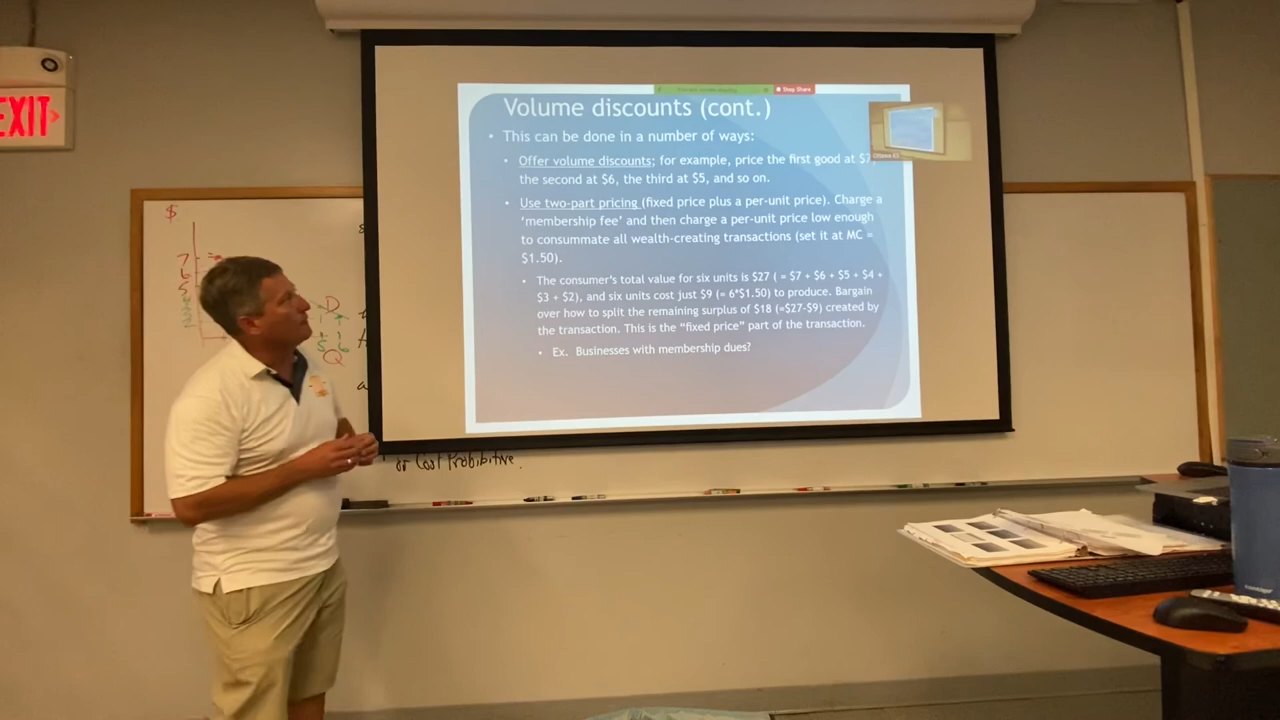 EXIT
Stop Share
Volume discounts (cont.)
• This can be done in a number of ways:
• Offer volume discounts; for example, price the first good at $7,
the second at $6, the third at $5, and so on.
• Use two-part pricing (fixed price plus a per-unit price). Charge a
‘membership fee’ and then charge a per-unit price low enough
to consummate all wealth-creating transactions (set it at MC =
$1.50).
• The consumer’s total value for six units is $27 ( = $7 + $6 + $5 + $4 +
$3 + $2), and six units cost just $9 (= 6*$1.50) to produce. Bargain
over how to split the remaining surplus of $18 (=$27-$9) created by
the transaction. This is the “fixed price” part of the transaction.
• Ex. Businesses with membership dues?
$
7
6
5
D
5 6
Q
or Cost Prohibitive.